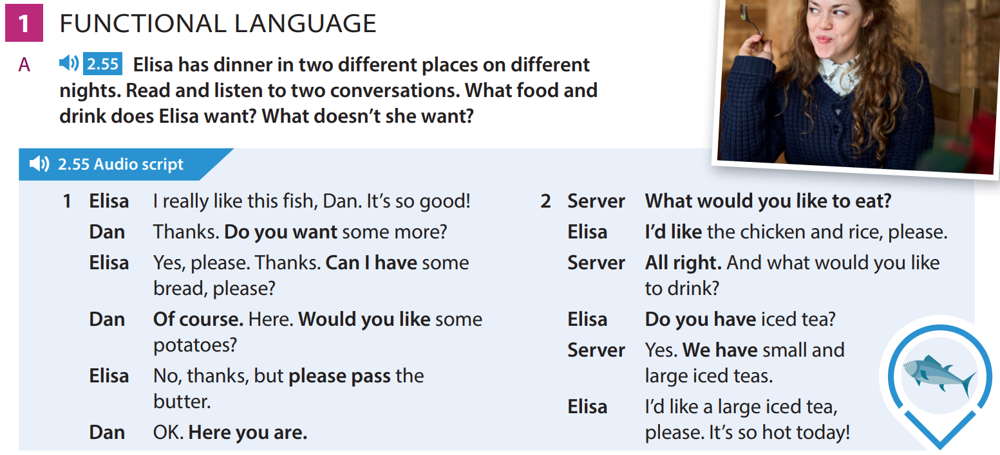 1 FUNCTIONAL LANGUAGE
A 2.55 Elisa has dinner in two different places on different
nights. Read and listen to two conversations. What food and
drink does Elisa want? What doesn’t she want?
2.55 Audio script
1 Elisa I really like this fish, Dan. It’s so good!
Dan Thanks. Do you want some more?
Elisa Yes, please. Thanks. Can I have some
bread, please?
Dan Of course. Here. Would you like some
potatoes?
Elisa No, thanks, but please pass the
butter.
Dan OK. Here you are.
2 Server What would you like to eat?
Elisa I’d like the chicken and rice, please.
Server All right. And what would you like
to drink?
Elisa Do you have iced tea?
Server Yes. We have small and
large iced teas.
Elisa I’d like a large iced tea,
please. It’s so hot today!